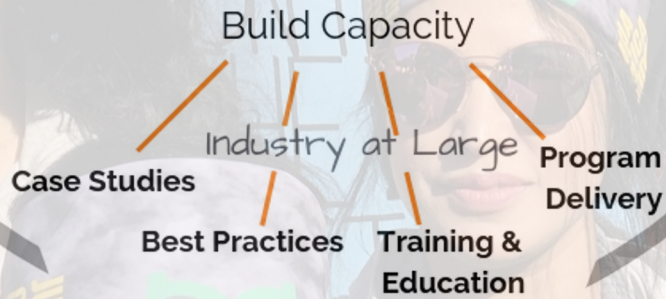 Build Capacity
Industry at Large
Case Studies
Program
Delivery
Best Practices
Training &
Education